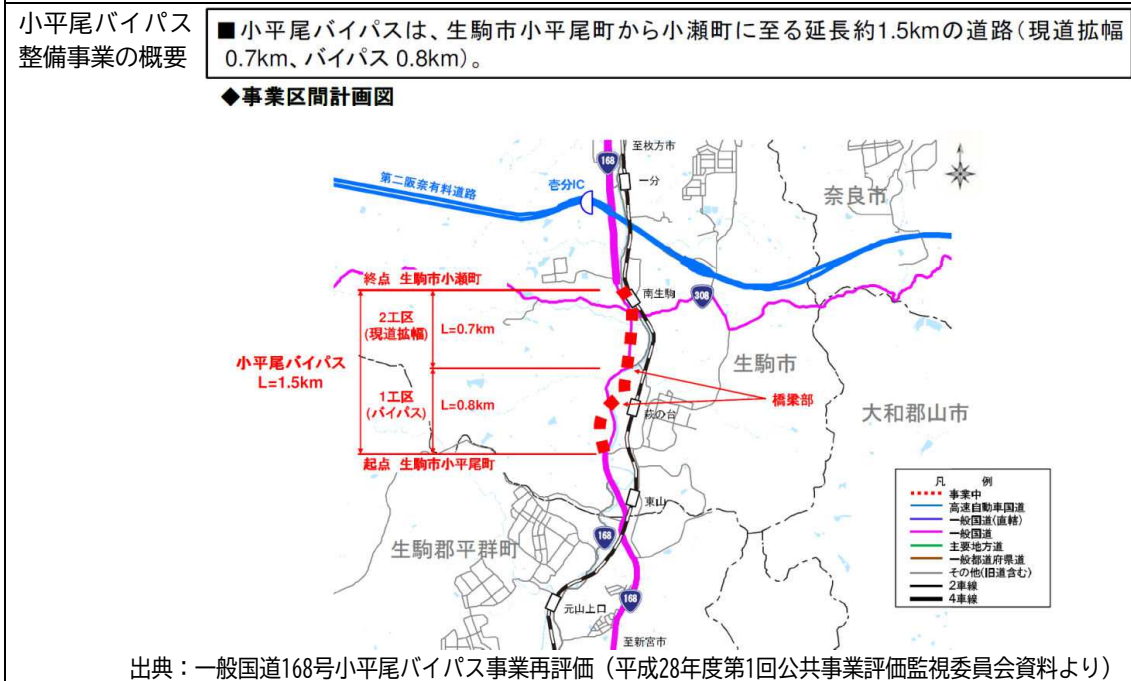 小平尾バイパス
整備事業の概要
■小平尾バイパスは、生駒市小平尾町から小瀬町に至る延長約1.5kmの道路(現道拡幅
0.7km、バイパス 0.8km)。
◆事業区間計画図
至枚方市
168
一分
第二阪奈有料道路
壱分IC
奈良市
終点 生駒市小瀬町
南生駒
308
2工区
(現道拡幅)
L=0.7km
小平尾バイパス
L=1.5km
生駒市
1工区
(バイパス)
L=0.8km
橋梁部
萩の台
大和郡山市
起点 生駒市小平尾町
東山
168
生駒郡平群町
元山上口
168
至新宮市
凡 例
事業中
高速自動車国道
一般国道(直轄)
一般国道
主要地方道
一般都道府県道
その他(旧道含む)
2車線
4車線
出典：一般国道168号小平尾バイパス事業再評価（平成28年度第1回公共事業評価監視委員会資料より）